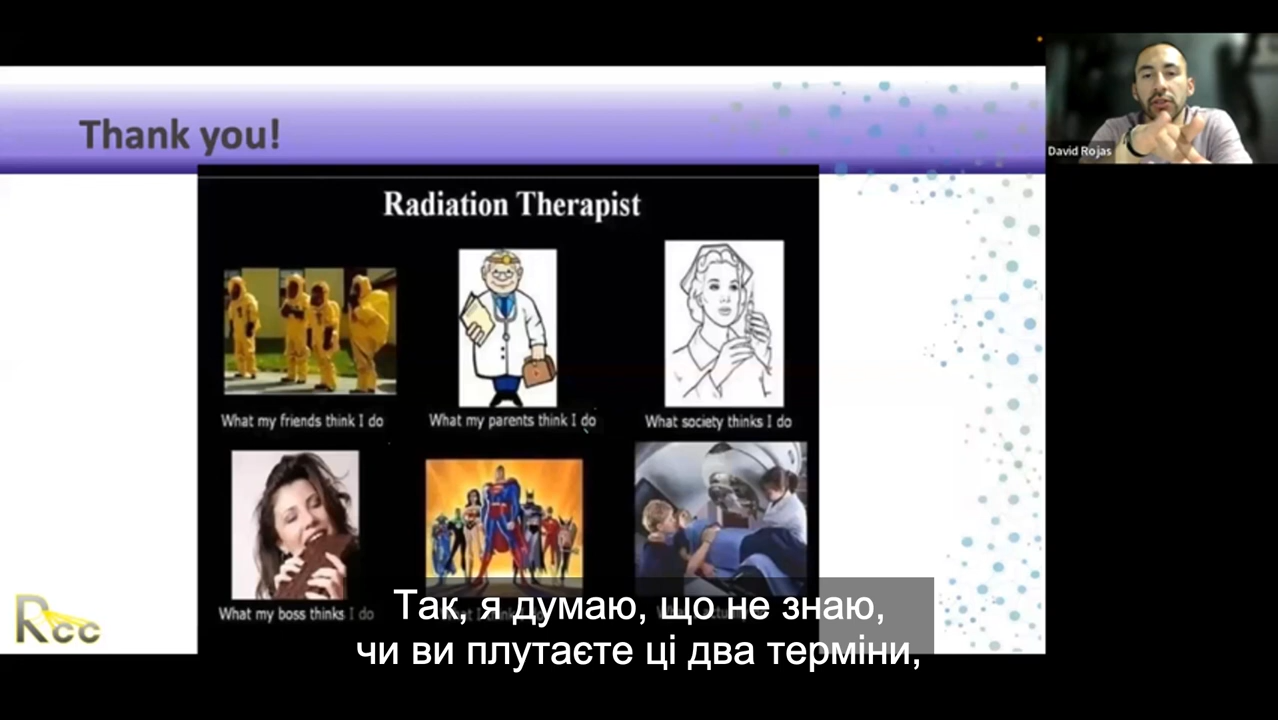 Thank you!
David Rojas
Radiation Therapist
What my friends think I do
What my parents think I do
What society thinks I do
What my boss thinks I do
Rcc
Так, я думаю, що не знаю,
чи ви плутаєте ці два терміни,